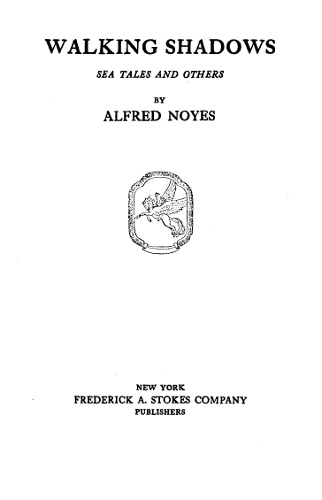 WALKING SHADOWS
SEA TALES AND OTHERS
BY
ALFRED NOYES
NEW YORK
FREDERICK A. STOKES COMPANY
PUBLISHERS